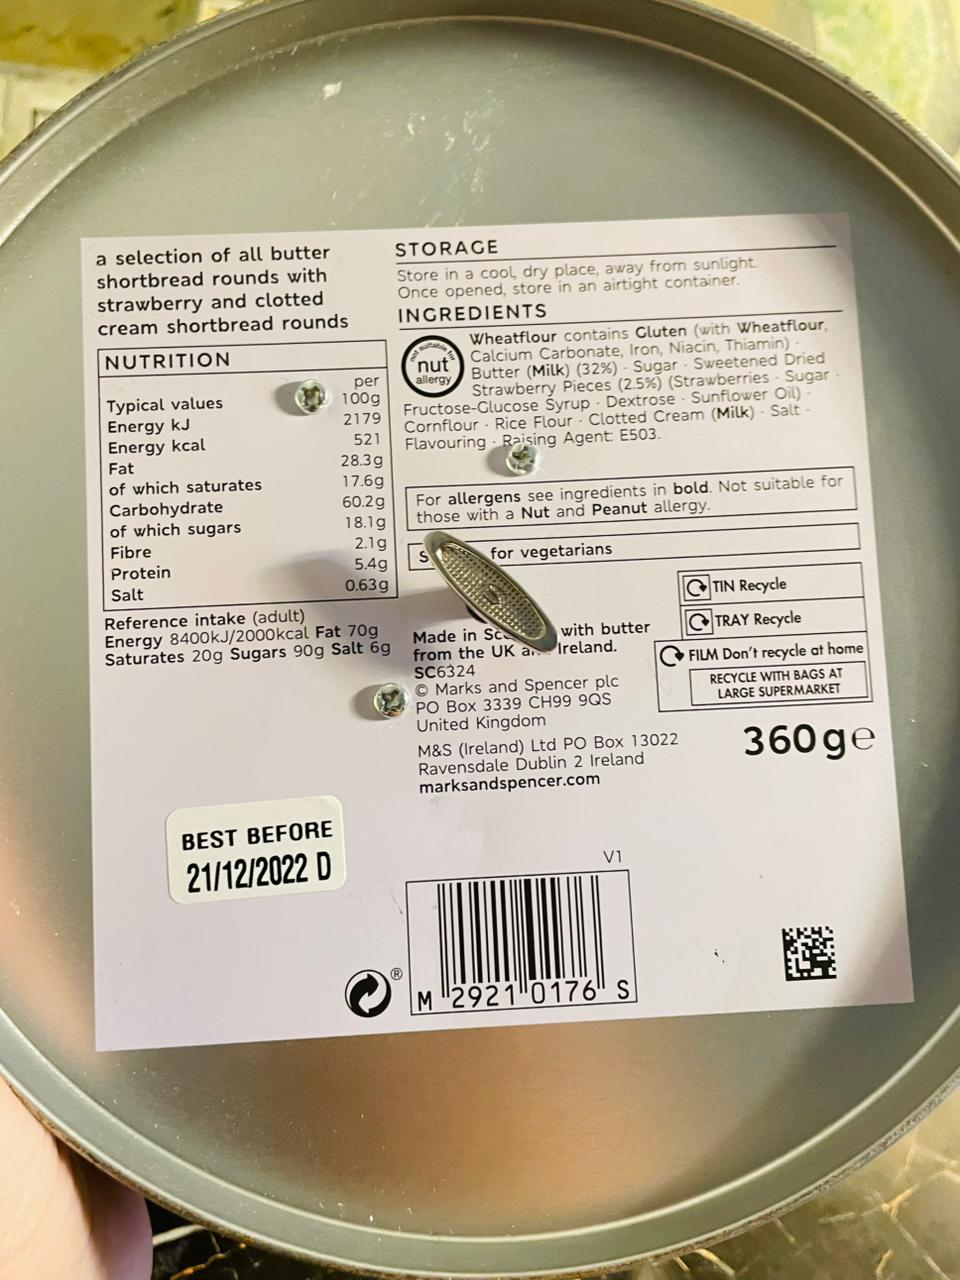 a selection of all butter
shortbread rounds with
strawberry and clotted
cream shortbread rounds
NUTRITION
Typical values per 100g
Energy kJ 2179
Energy kcal 521
Fat 28.3g
of which saturates 17.6g
Carbohydrate 60.2g
of which sugars 18.1g
Fibre 2.1g
Protein 5.4g
Salt 0.63g
Reference intake (adult)
Energy 8400kJ/2000kcal Fat 70g
Saturates 20g Sugars 90g Salt 6g
STORAGE
Store in a cool, dry place, away from sunlight.
Once opened, store in an airtight container.
INGREDIENTS
not suitable for
nut
allergy
Wheatflour contains Gluten (with Wheatflour,
Calcium Carbonate, Iron, Niacin, Thiamin) ·
Butter (Milk) (32%) · Sugar · Sweetened Dried
Strawberry Pieces (2.5%) (Strawberries · Sugar ·
Fructose-Glucose Syrup · Dextrose · Sunflower Oil) ·
Cornflour · Rice Flour · Clotted Cream (Milk) · Salt ·
Flavouring · Raising Agent: E503.
For allergens see ingredients in bold. Not suitable for
those with a Nut and Peanut allergy.
for vegetarians
Made in with butter
from the UK Ireland.
SC6324
© Marks and Spencer plc
PO Box 3339 CH99 9QS
United Kingdom
M&S (Ireland) Ltd PO Box 13022
Ravensdale Dublin 2 Ireland
marksandspencer.com
TIN Recycle
TRAY Recycle
FILM Don't recycle at home
RECYCLE WITH BAGS AT
LARGE SUPERMARKET
360g℮
BEST BEFORE
21/12/2022 D
V1
®
M 2921 0176 S